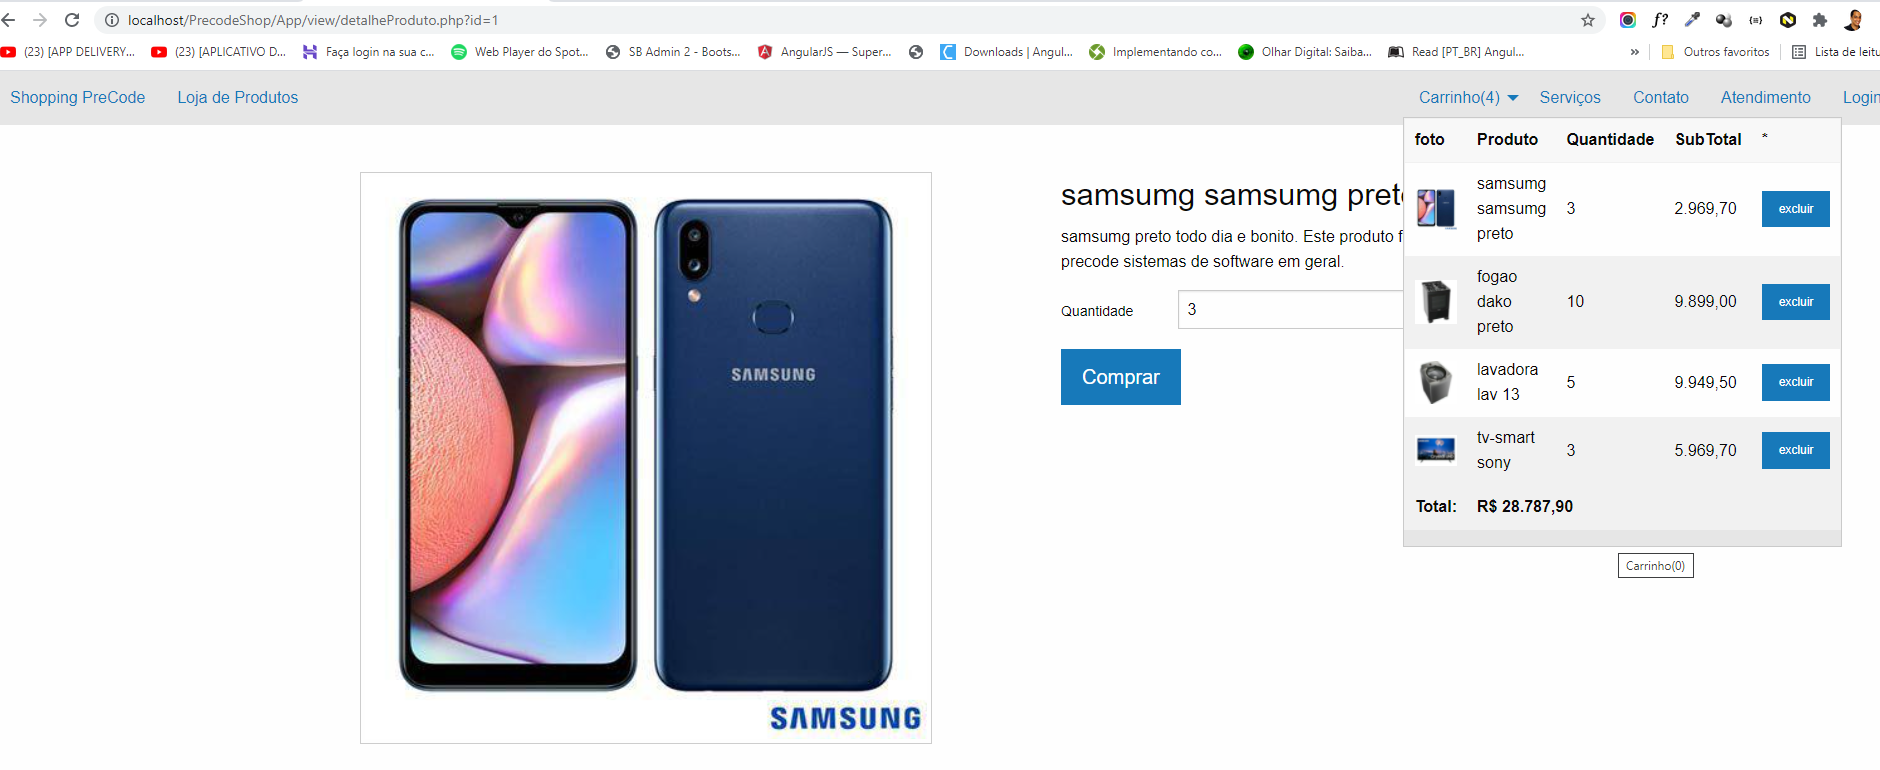 localhost/PrecodeShop/App/view/detalheProduto.php?id=1
(23) [APP DELIVERY... (23) [APLICATIVO D... Faça login na sua c... Web Player do Spot... SB Admin 2 - Boots... AngularJS — Super... Downloads | Angul... Implementando co... Olhar Digital: Saiba... Read [PT_BR] Angul... » Outros favoritos Lista de leitu
Shopping PreCode Loja de Produtos Carrinho(4) Serviços Contato Atendimento Login
foto Produto Quantidade SubTotal *
samsumg samsumg preto 3 2.969,70 excluir
fogao dako preto 10 9.899,00 excluir
lavadora lav 13 5 9.949,50 excluir
tv-smart sony 3 5.969,70 excluir
Total: R$ 28.787,90
Carrinho(0)
samsumg samsumg preto
samsumg preto todo dia e bonito. Este produto f
precode sistemas de software em geral.
Quantidade 3
Comprar
SAMSUNG
SAMSUNG